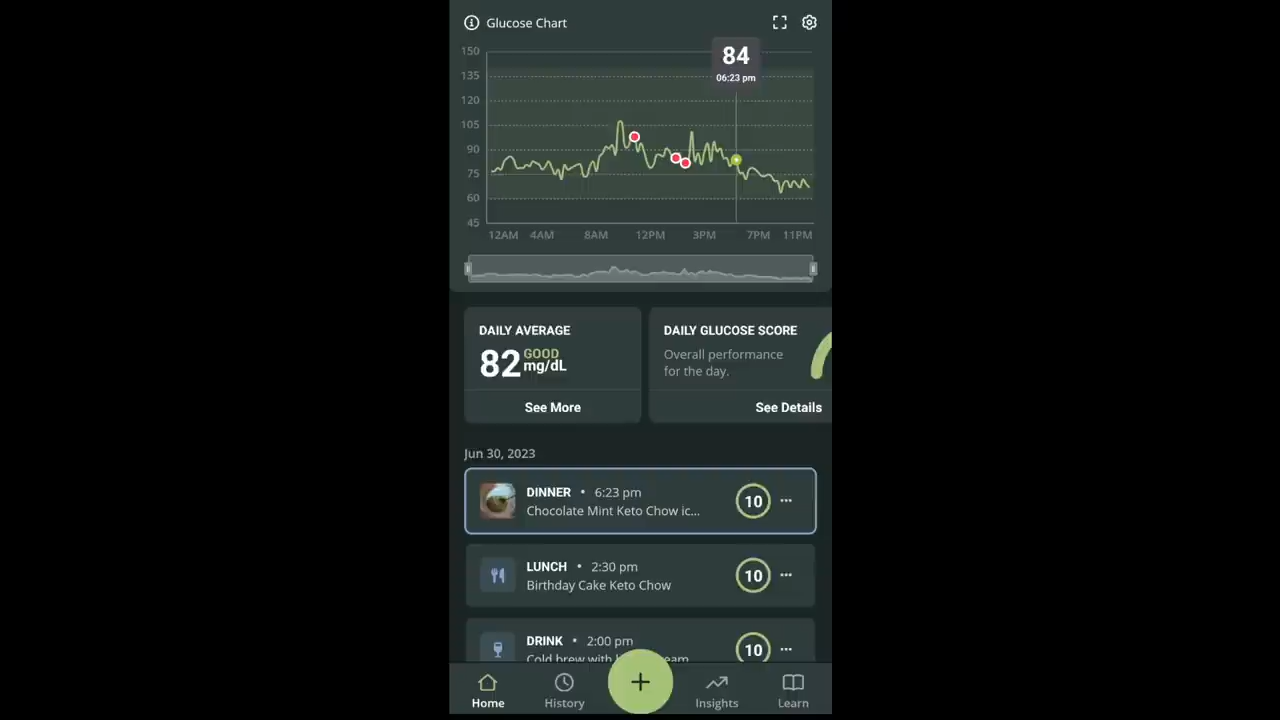 Glucose Chart
84
06:23 pm
150
135
120
105
90
75
60
45
12AM 4AM 8AM 12PM 3PM 7PM 11PM
DAILY AVERAGE
82 GOOD mg/dL
See More
DAILY GLUCOSE SCORE
Overall performance
for the day.
See Details
Jun 30, 2023
DINNER • 6:23 pm
Chocolate Mint Keto Chow ic...
10
LUNCH • 2:30 pm
Birthday Cake Keto Chow
10
DRINK • 2:00 pm
Cold brew with
10
Home
History
Insights
Learn